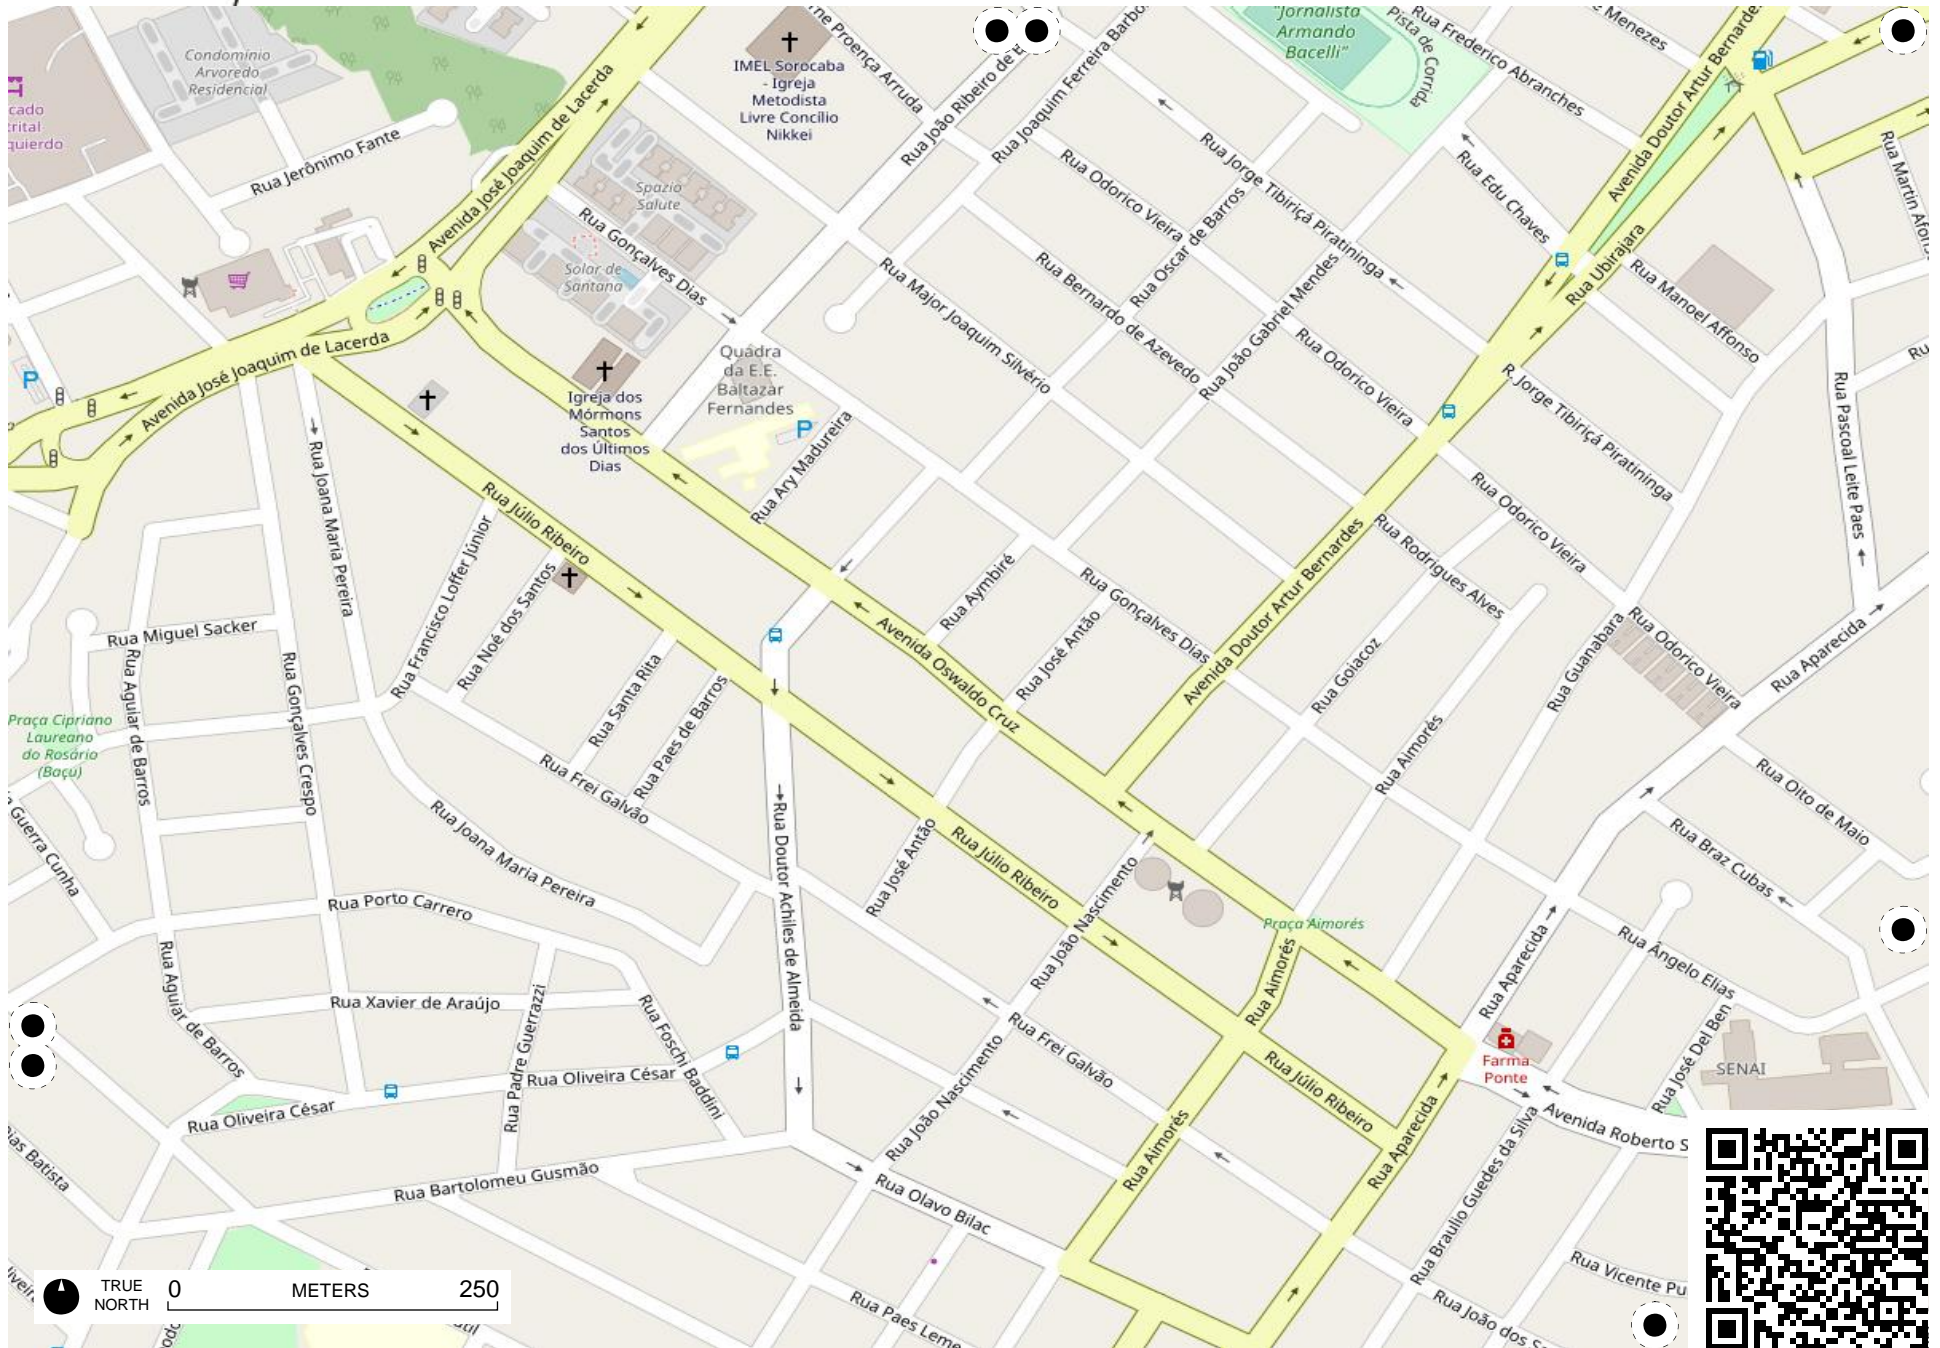 Condomínio
Arvoredo
Residencial
IMEL Sorocaba
- Igreja
Metodista
Livre Concílio
Nikkei
"Jornalista
Armando
Bacelli"
Pista de Corrida
Rua Frederico Abranches
Menezes
Proença Arruda
Rua João Ribeiro de
Rua Joaquim Ferreira
Avenida Doutor Artur
Avenida José Joaquim de Lacerda
Rua Jerônimo Fante
Spazio
Salute
Rua Gonçalves Dias
Solar de
Santana
Rua Odorico Vieira
Rua Jorge Tibiriçá Piratininga
Rua Edu Chaves
Rua Oscar de Barros
Rua Bernardo de Azevedo
Rua Major Joaquim Silvério
Rua João Gabriel Mendes
Rua Odorico Vieira
Rua Ubirajara
Rua Manoel Affonso
Rua Martin
Rua Pascoal Leite Paes
R. Jorge Tibiriçá Piratininga
P
Avenida José Joaquim de Lacerda
Igreja dos
Mórmons
Santos
dos Últimos
Dias
Quadra
da E.E.
Baltazar
Fernandes
P
Rua Ary Madureira
Rua Joana Maria Pereira
Rua Júlio Ribeiro
Rua Francisco Loffer Júnior
Rua Noé dos Santos
Rua Santa Rita
Rua Paes de Barros
Rua Frei Galvão
Rua Aymbiré
Rua José Antão
Rua Gonçalves Dias
Avenida Oswaldo Cruz
Avenida Doutor Artur Bernardes
Rua Rodrigues Alves
Rua Odorico Vieira
Rua Odorico Vieira
Rua Goiacoz
Rua Guanabara
Rua Aimorés
Rua Aparecida
Rua Oito de Maio
Rua Braz Cubas
Rua Miguel Sacker
Rua Aguiar de Barros
Rua Gonçalves Crespo
Praça Cipriano
Laureano
do Rosário
(Baçu)
Guerra Cunha
Rua Joana Maria Pereira
Rua Doutor Achiles de Almeida
Rua José Antão
Rua Júlio Ribeiro
Rua João Nascimento
Praça Aimorés
Rua Aimorés
Rua Aparecida
Rua Ângelo Elias
Rua José Del Ben
SENAI
Farma
Ponte
Rua Porto Carrero
Rua Aguiar de Barros
Rua Xavier de Araújo
Rua Padre Guerrazzi
Rua Foschi Baddini
Rua Oliveira César
Rua Oliveira César
Rua João Nascimento
Rua Frei Galvão
Rua Júlio Ribeiro
Rua Aimorés
Rua Aparecida
Avenida Roberto
Rua Braulio Guedes da Silva
Batista
Rua Bartolomeu Gusmão
Rua Olavo Bilac
Rua Paes Leme
Rua Vicente
Rua João dos
TRUE
NORTH
0 METERS 250